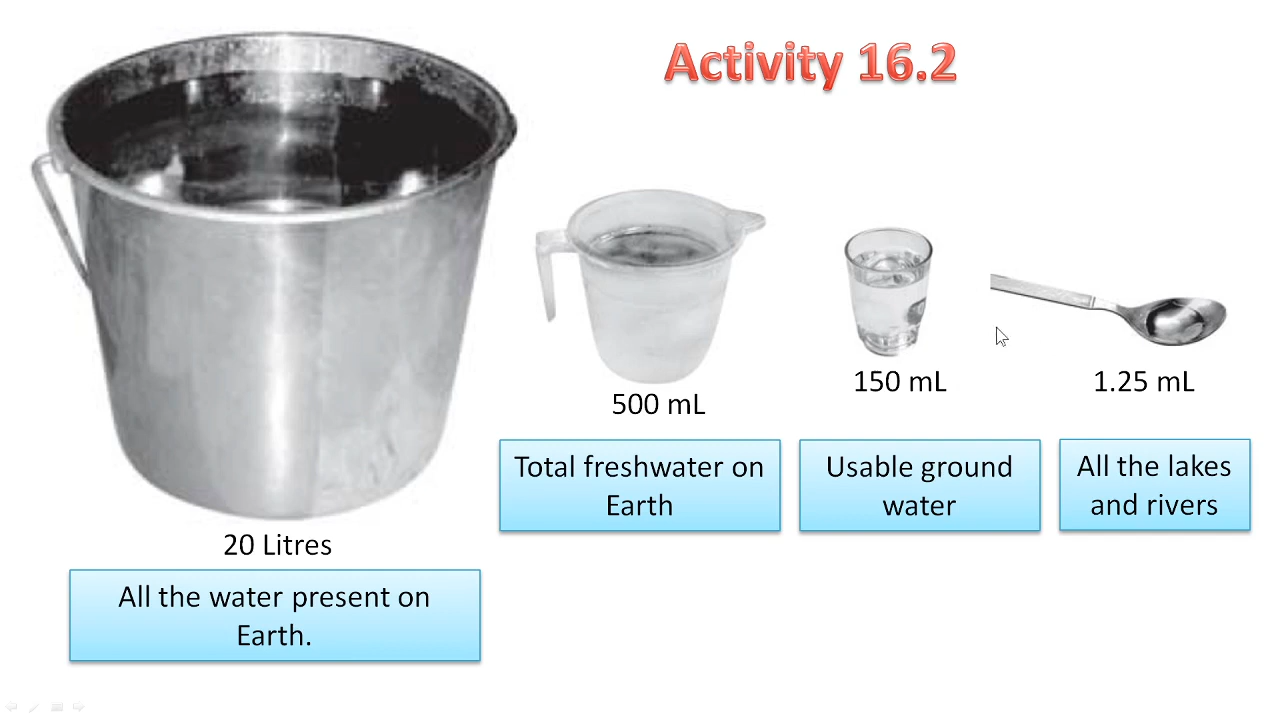 Activity 16.2
20 Litres
All the water present on
Earth.
500 mL
Total freshwater on
Earth
150 mL
Usable ground
water
1.25 mL
All the lakes
and rivers